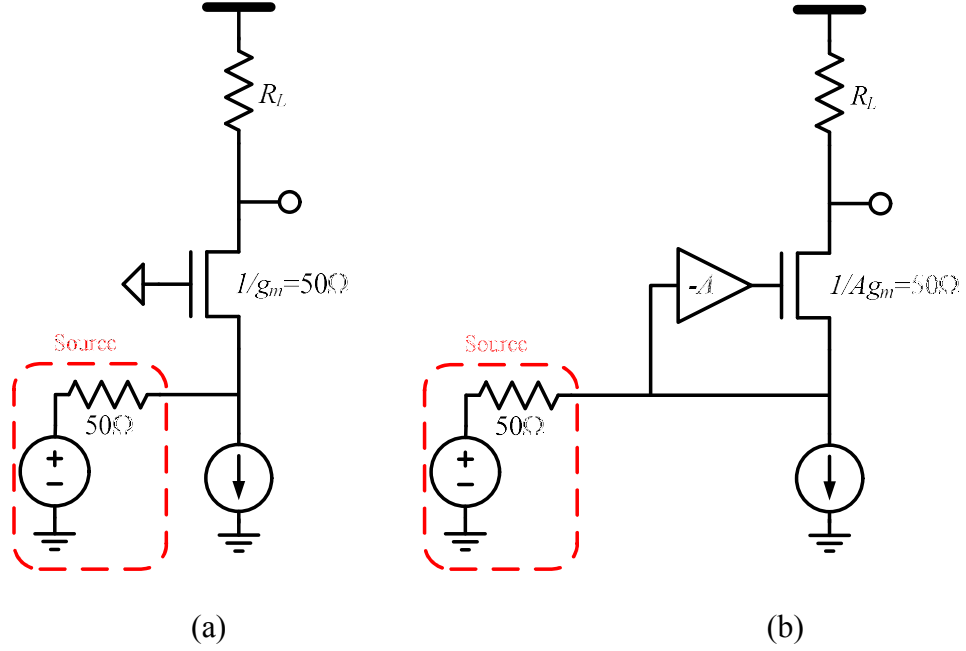 R_L
1/g_m=50Ω
Source
50Ω
+
-
(a)
R_L
-A
1/Ag_m=50Ω
Source
50Ω
+
-
(b)